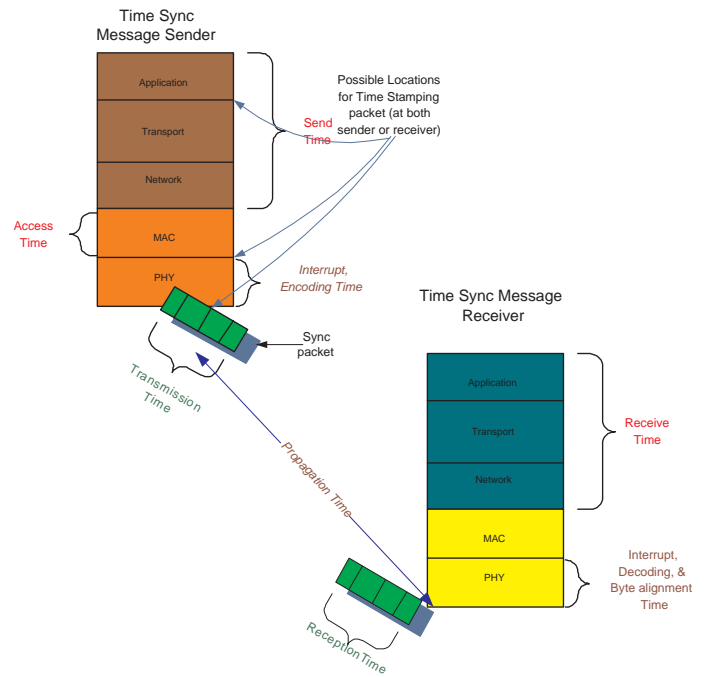 Time Sync
Message Sender
Application
Transport
Network
MAC
PHY
Send
Time
Access
Time
Interrupt,
Encoding Time
Possible Locations
for Time Stamping
packet (at both
sender or receiver)
Sync
packet
Transmission
Time
Propagation Time
Time Sync Message
Receiver
Application
Transport
Network
MAC
PHY
Receive
Time
Interrupt,
Decoding, &
Byte alignment
Time
Reception Time